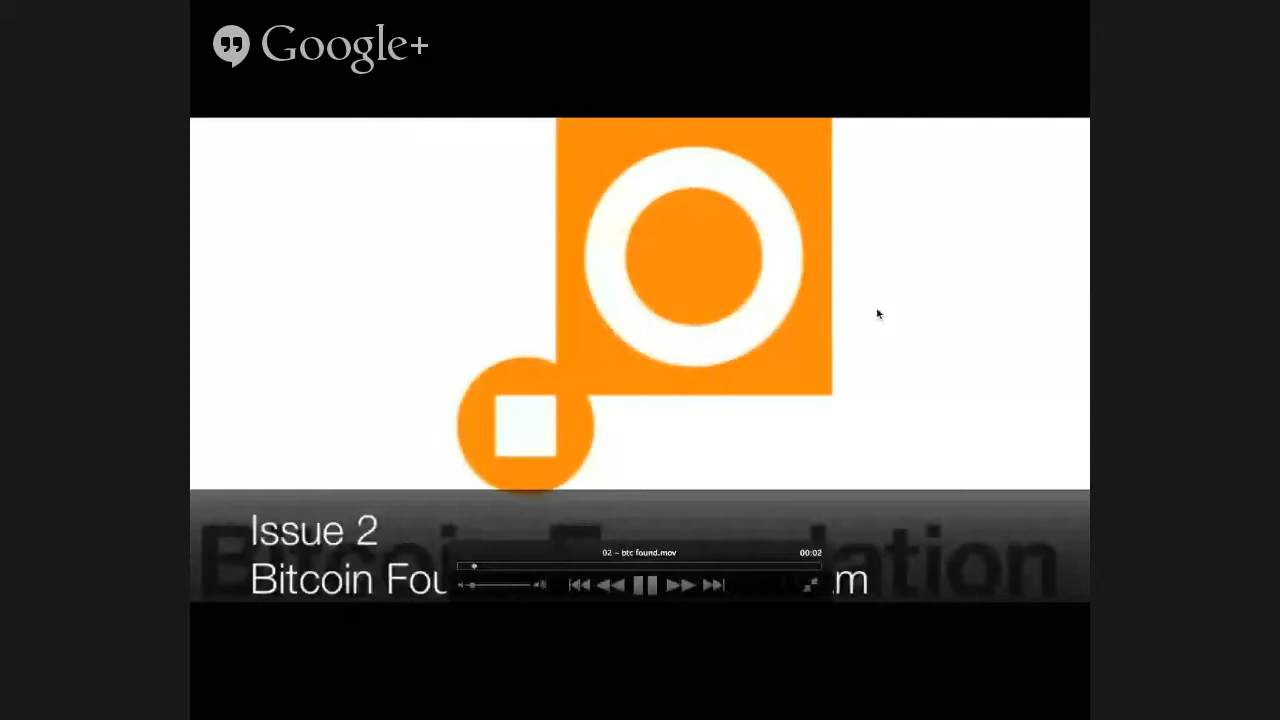 Google+
Issue 2
Bitcoin Fou m
02 – btc found.mov
00:02